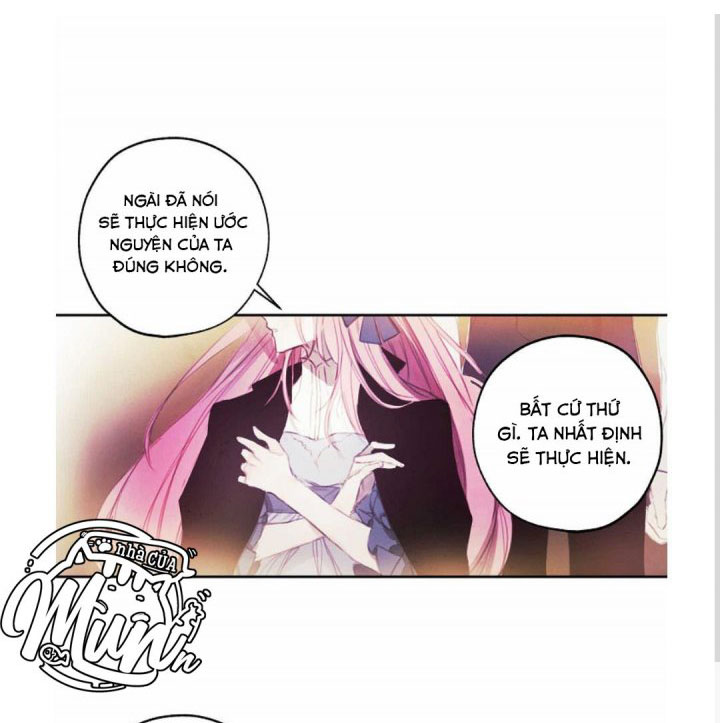 NGÀI ĐÃ NÓI
SẼ THỰC HIỆN ƯỚC
NGUYỆN CỦA TA
ĐÚNG KHÔNG.
BẤT CỨ THỨ
GÌ. TA NHẤT ĐỊNH
SẼ THỰC HIỆN.
nhà của
Munn